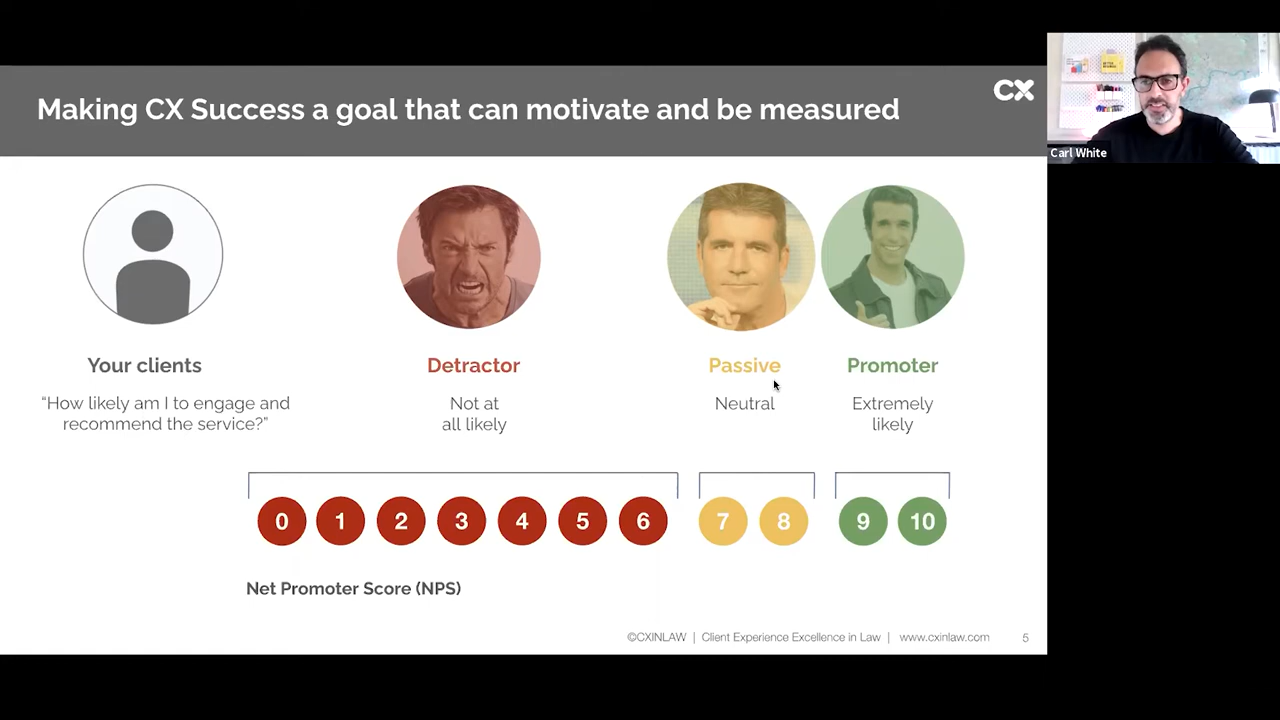 Making CX Success a goal that can motivate and be measured
CX
Carl White
Your clients
"How likely am I to engage and
recommend the service?"
Detractor
Not at
all likely
Passive
Neutral
Promoter
Extremely
likely
0 1 2 3 4 5 6 7 8 9 10
Net Promoter Score (NPS)
©CXINLAW | Client Experience Excellence in Law | www.cxinlaw.com 5